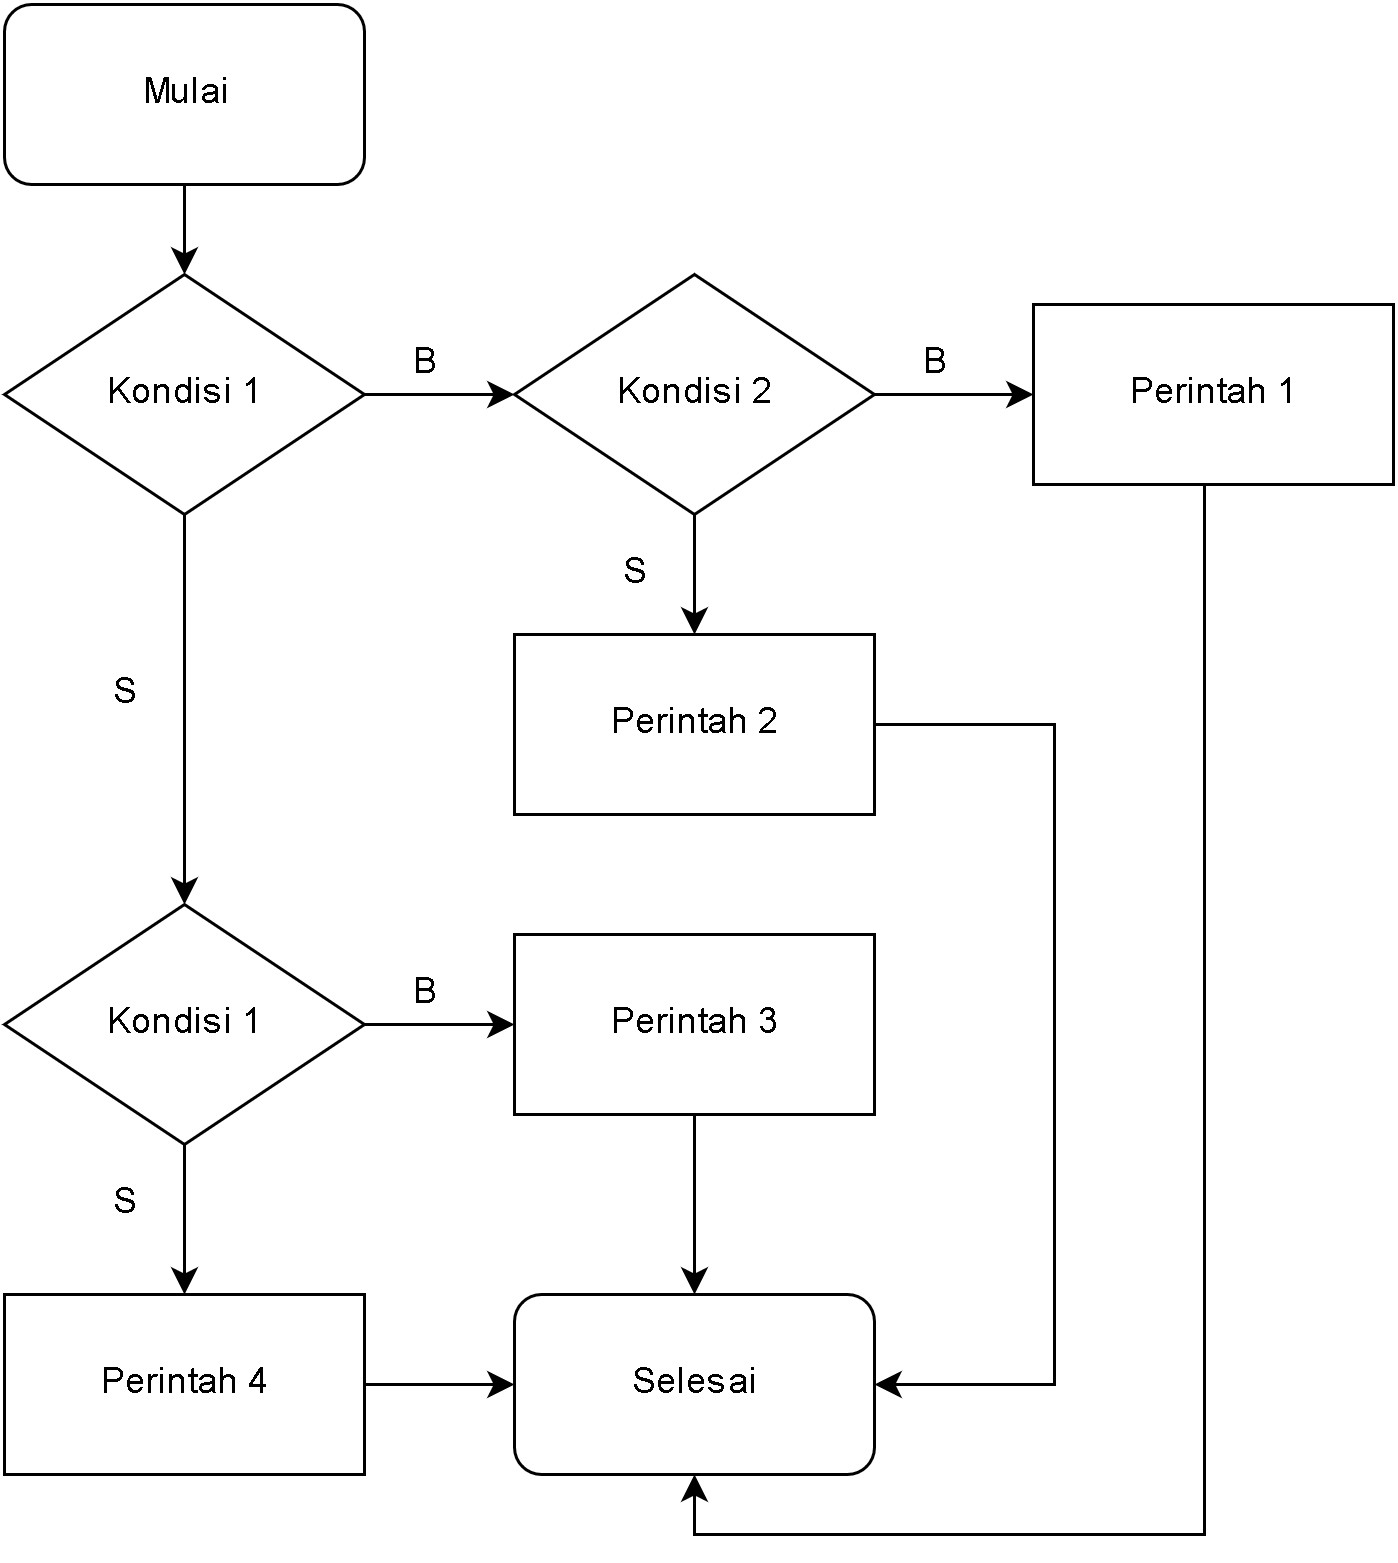 Mulai
Kondisi 1
B
Kondisi 2
B
Perintah 1
S
Perintah 2
S
Kondisi 1
B
Perintah 3
S
Perintah 4
Selesai